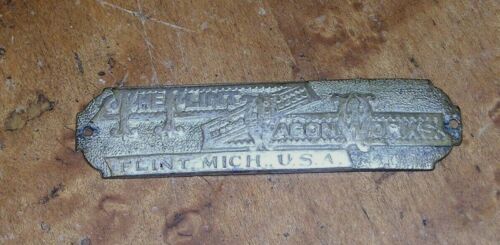 THE FLINT
WAGON WORKS.
FLINT, MICH., U.S.A.